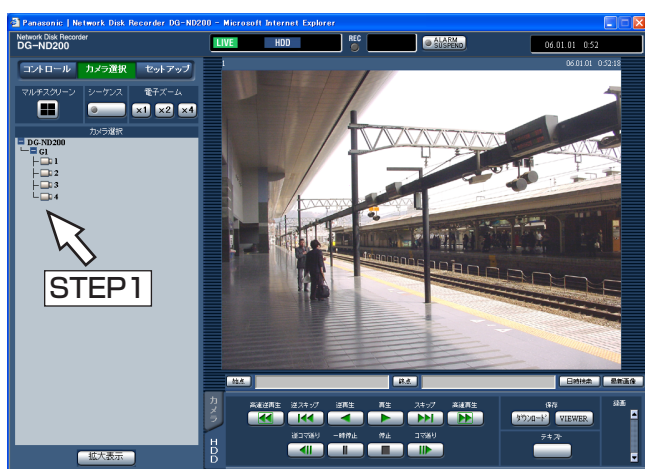 Panasonic | Network Disk Recorder DG-ND200 - Microsoft Internet Explorer
Network Disk Recorder
DG-ND200
LIVE HDD REC ALARM SUSPEND 06.01.01 0:52
コントロール カメラ選択 セットアップ
1 06.01.01 0:52:18
マルチスクリーン シーケンス 電子ズーム
x1 x2 x4
カメラ選択
DG-ND200
G1
1
2
3
4
STEP1
始点 終点 日時検索 最新画像
カメラ
HDD
高速逆再生 逆スキップ 逆再生 再生 スキップ 高速再生 保存 録画
ダウンロード VIEWER
逆コマ送り 一時停止 停止 コマ送り テキスト
拡大表示